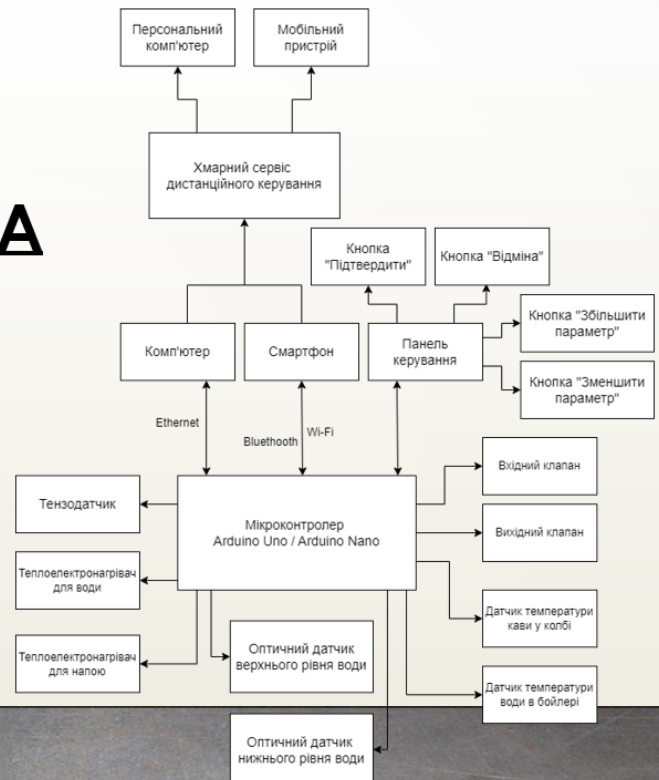 Персональний
комп'ютер
Мобільний
пристрій
Хмарний сервіс
дистанційного керування
А
Кнопка
"Підтвердити"
Кнопка "Відміна"
Комп'ютер
Смартфон
Панель
керування
Кнопка "Збільшити
параметр"
Кнопка "Зменшити
параметр"
Ethernet
Bluethooth
Wi-Fi
Тензодатчик
Мікроконтролер
Arduino Uno / Arduino Nano
Вхідний клапан
Вихідний клапан
Теплоелектронагрівач
для води
Датчик температури
кави у колбі
Теплоелектронагрівач
для напою
Оптичний датчик
верхнього рівня води
Датчик температури
води в бойлері
Оптичний датчик
нижнього рівня води